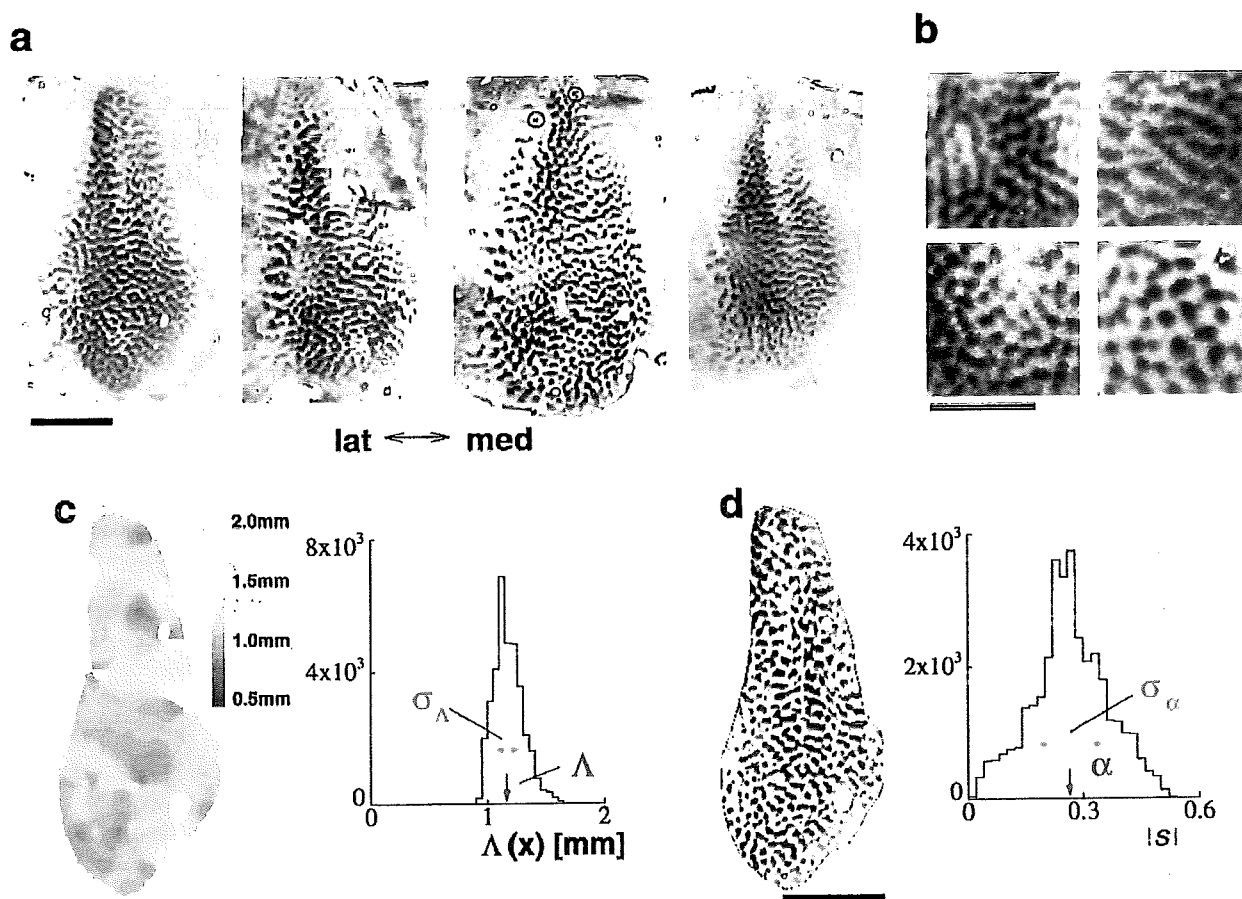 a
b
lat ⟷ med
c
2.0mm
1.5mm
1.0mm
0.5mm
8x10³
4x10³
0
σ_Λ
Λ
0 1 2
Λ(x) [mm]
d
4x10³
2x10³
0
σ_α
α
0 0.3 0.6
|s|